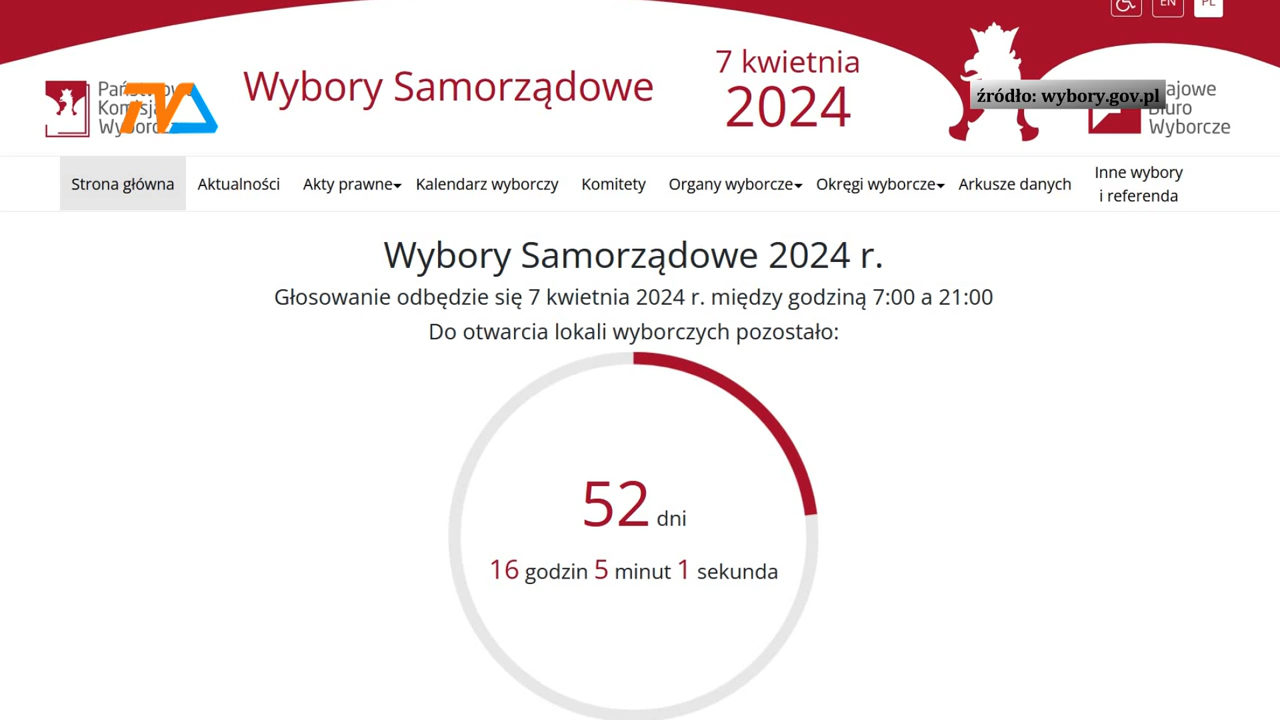 EN
PL
7 kwietnia
Wybory Samorządowe
2024
źródło: wybory.gov.pl
TVA
Komisja
Biuro
Wyborcze
Strona główna
Aktualności
Akty prawne
Kalendarz wyborczy
Komitety
Organy wyborcze
Okręgi wyborcze
Arkusze danych
Inne wybory
i referenda
Wybory Samorządowe 2024 r.
Głosowanie odbędzie się 7 kwietnia 2024 r. między godziną 7:00 a 21:00
Do otwarcia lokali wyborczych pozostało:
52 dni
16 godzin 5 minut 1 sekunda